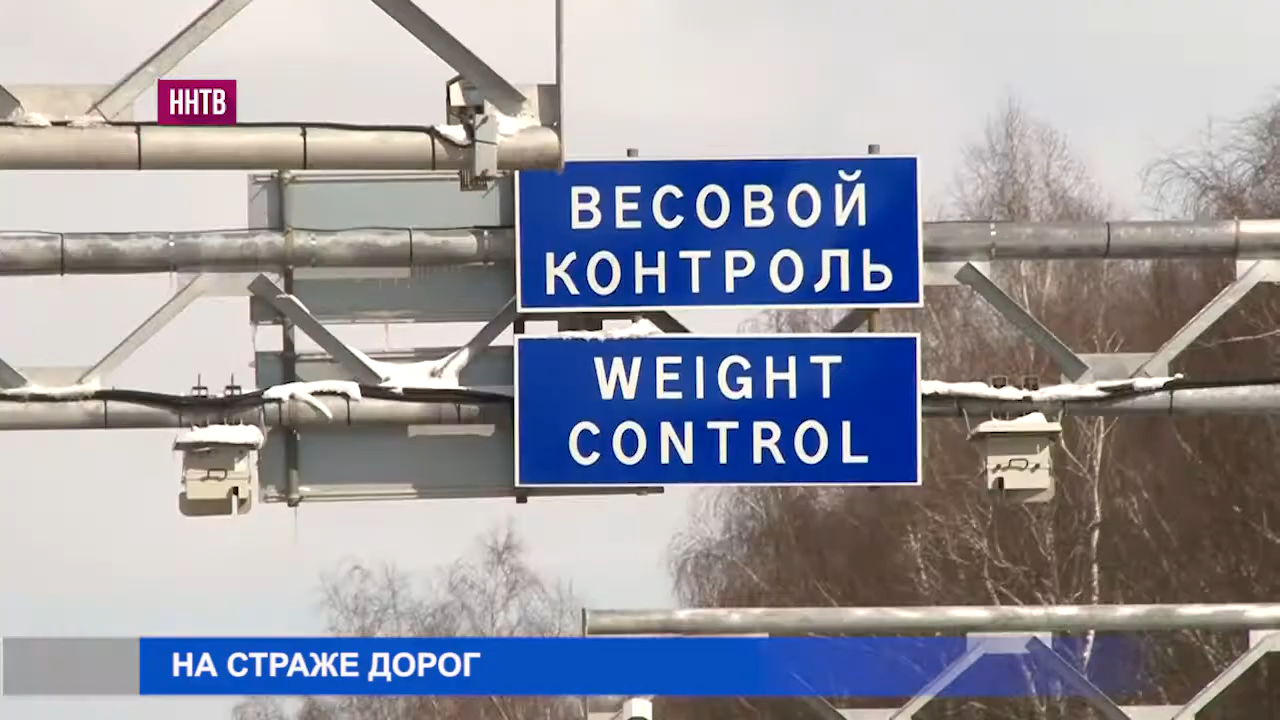 ННТВ
ВЕСОВОЙ
КОНТРОЛЬ
WEIGHT
CONTROL
НА СТРАЖЕ ДОРОГ